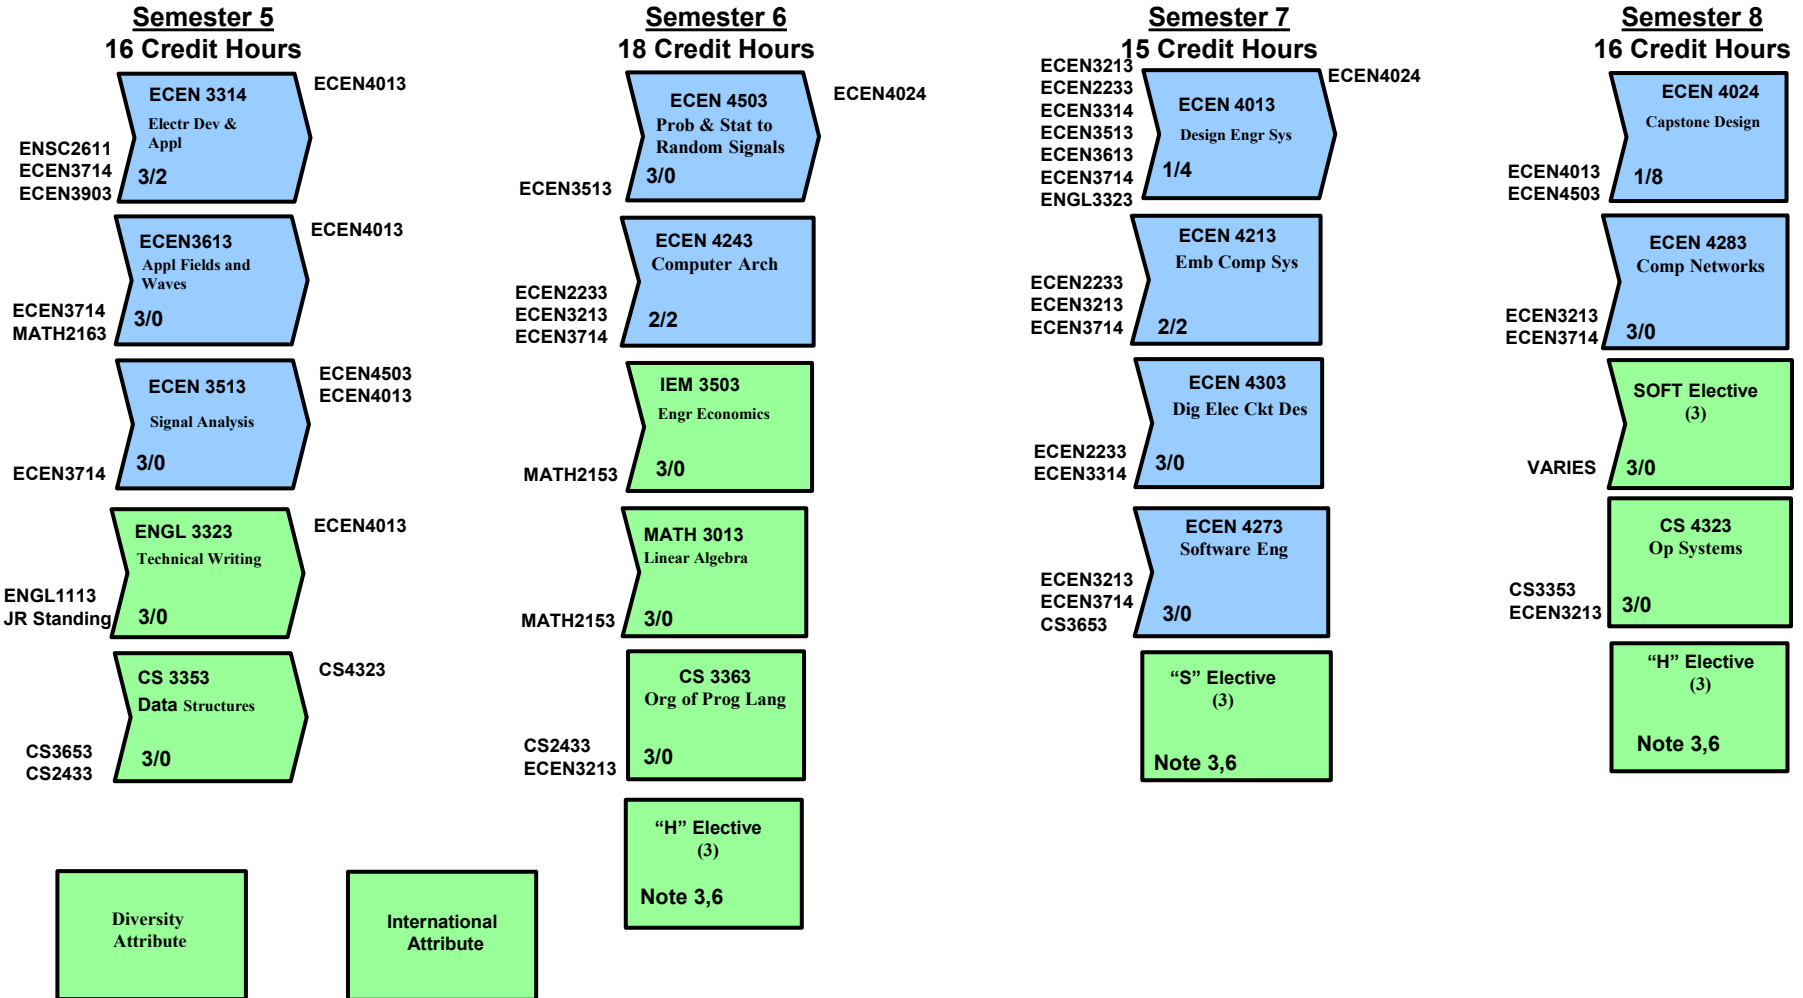 Semester 5
16 Credit Hours
ECEN 3314
Electr Dev &
Appl
3/2
ECEN4013
ENSC2611
ECEN3714
ECEN3903
ECEN3613
Appl Fields and
Waves
3/0
ECEN4013
ECEN3714
MATH2163
ECEN 3513
Signal Analysis
3/0
ECEN4503
ECEN4013
ECEN3714
ENGL 3323
Technical Writing
3/0
ECEN4013
ENGL1113
JR Standing
CS 3353
Data Structures
3/0
CS4323
CS3653
CS2433
Diversity
Attribute
International
Attribute
Semester 6
18 Credit Hours
ECEN 4503
Prob & Stat to
Random Signals
3/0
ECEN4024
ECEN3513
ECEN 4243
Computer Arch
2/2
ECEN2233
ECEN3213
ECEN3714
IEM 3503
Engr Economics
3/0
MATH2153
MATH 3013
Linear Algebra
3/0
MATH2153
CS 3363
Org of Prog Lang
3/0
CS2433
ECEN3213
“H” Elective
(3)
Note 3,6
Semester 7
15 Credit Hours
ECEN3213
ECEN2233
ECEN3314
ECEN3513
ECEN3613
ECEN3714
ENGL3323
ECEN 4013
Design Engr Sys
1/4
ECEN4024
ECEN 4213
Emb Comp Sys
2/2
ECEN2233
ECEN3213
ECEN3714
ECEN 4303
Dig Elec Ckt Des
3/0
ECEN2233
ECEN3314
ECEN 4273
Software Eng
3/0
ECEN3213
ECEN3714
CS3653
“S” Elective
(3)
Note 3,6
Semester 8
16 Credit Hours
ECEN 4024
Capstone Design
1/8
ECEN4013
ECEN4503
ECEN 4283
Comp Networks
3/0
ECEN3213
ECEN3714
SOFT Elective
(3)
3/0
VARIES
CS 4323
Op Systems
3/0
CS3353
ECEN3213
“H” Elective
(3)
Note 3,6